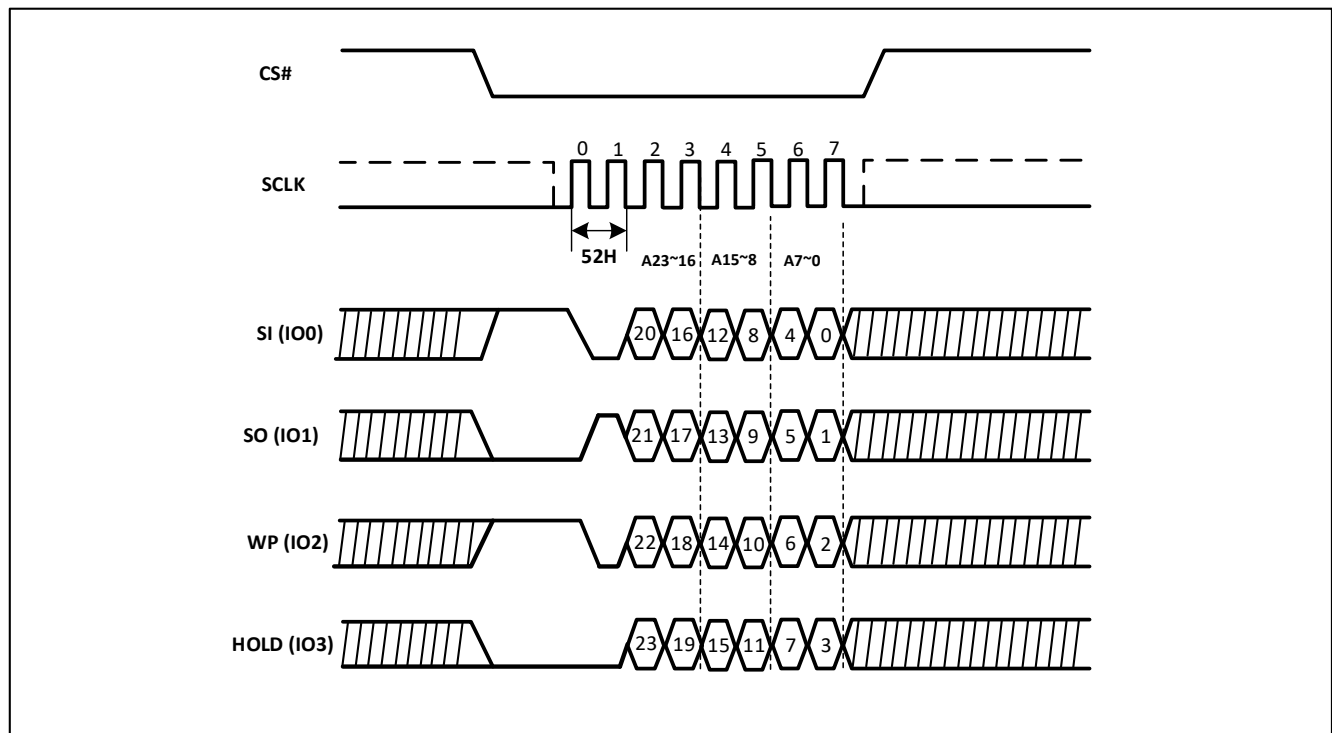 CS#
0 1 2 3 4 5 6 7
SCLK
52H A23~16 A15~8 A7~0
SI (IO0) 20 16 12 8 4 0
SO (IO1) 21 17 13 9 5 1
WP (IO2) 22 18 14 10 6 2
HOLD (IO3) 23 19 15 11 7 3